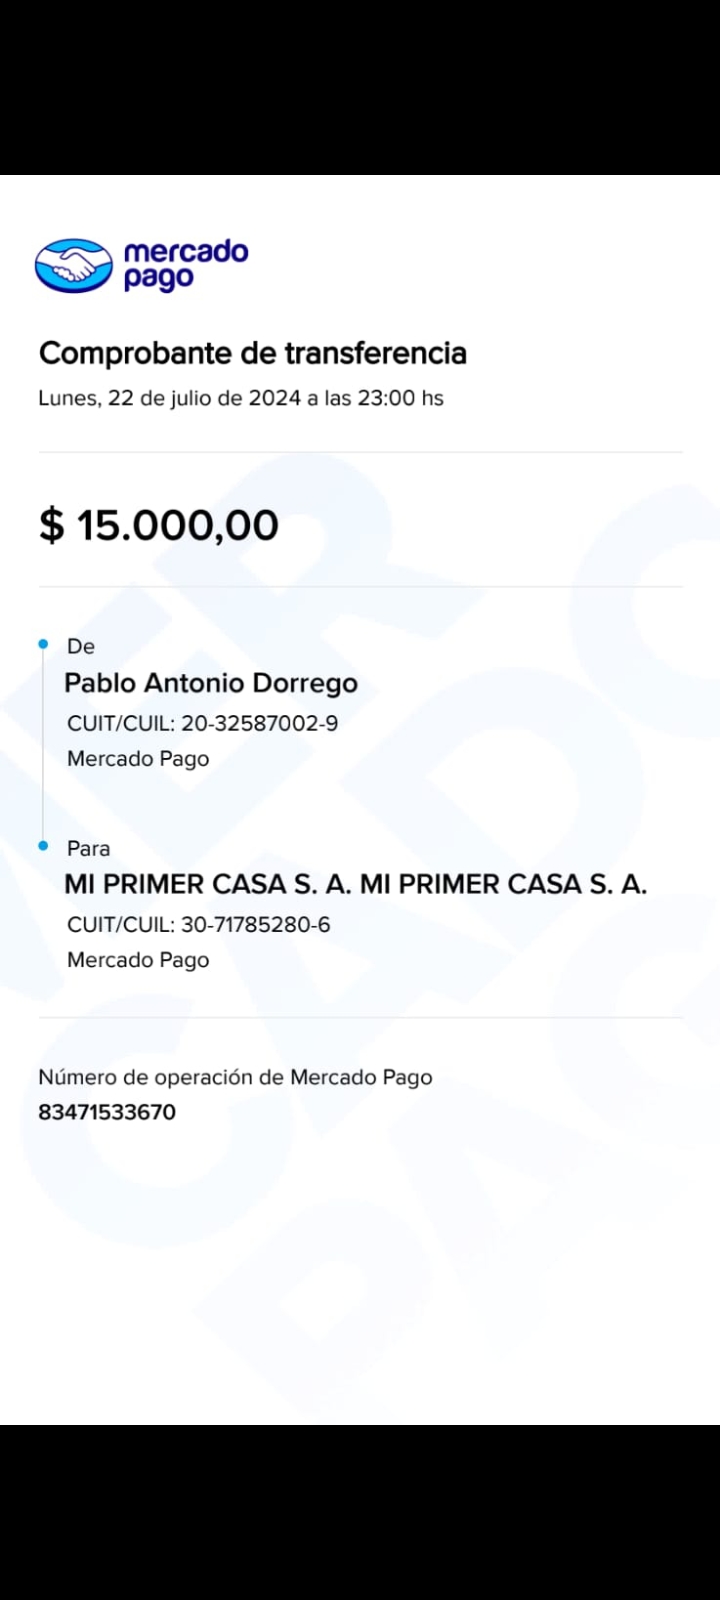 mercado
pago
Comprobante de transferencia
Lunes, 22 de julio de 2024 a las 23:00 hs
$ 15.000,00
De
Pablo Antonio Dorrego
CUIT/CUIL: 20-32587002-9
Mercado Pago
Para
MI PRIMER CASA S. A. MI PRIMER CASA S. A.
CUIT/CUIL: 30-71785280-6
Mercado Pago
Número de operación de Mercado Pago
83471533670